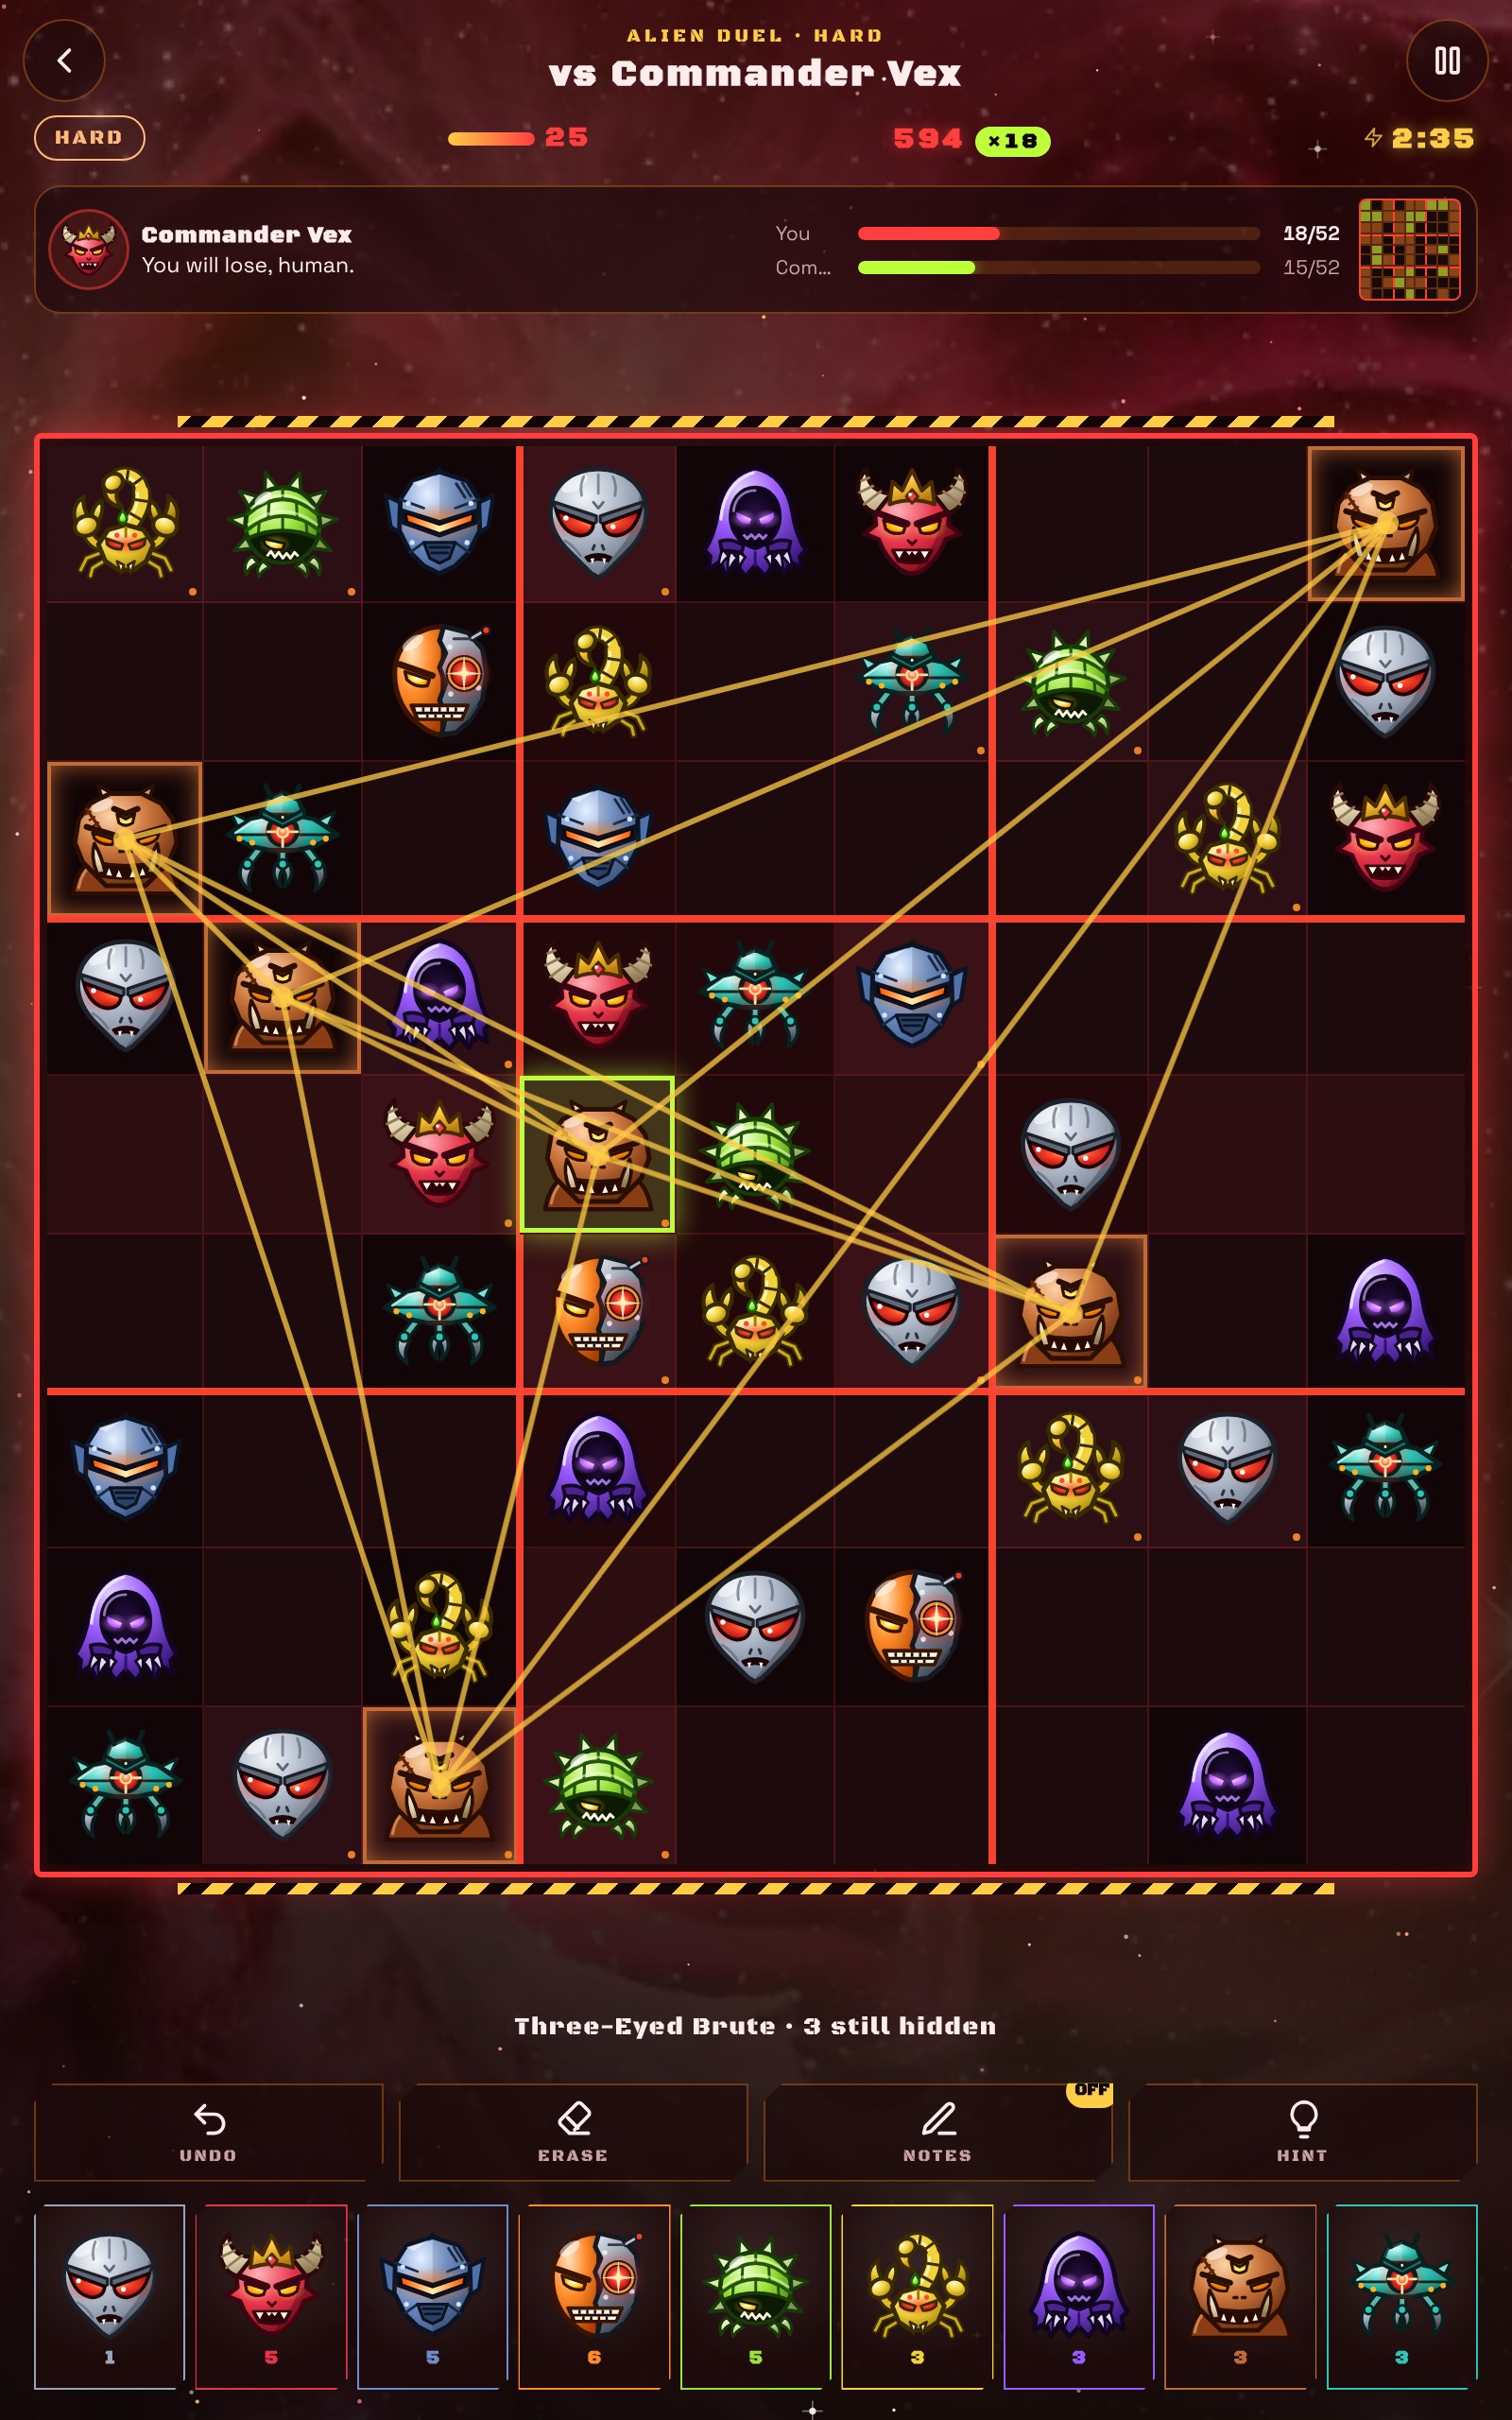 ALIEN DUEL · HARD
vs Commander Vex
HARD
25
594 ×18
2:35
Commander Vex
You will lose, human.
You 18/52
Com... 15/52
Three-Eyed Brute · 3 still hidden
UNDO
ERASE
OFF
NOTES
HINT
1 5 5 6 5 3 3 3 3